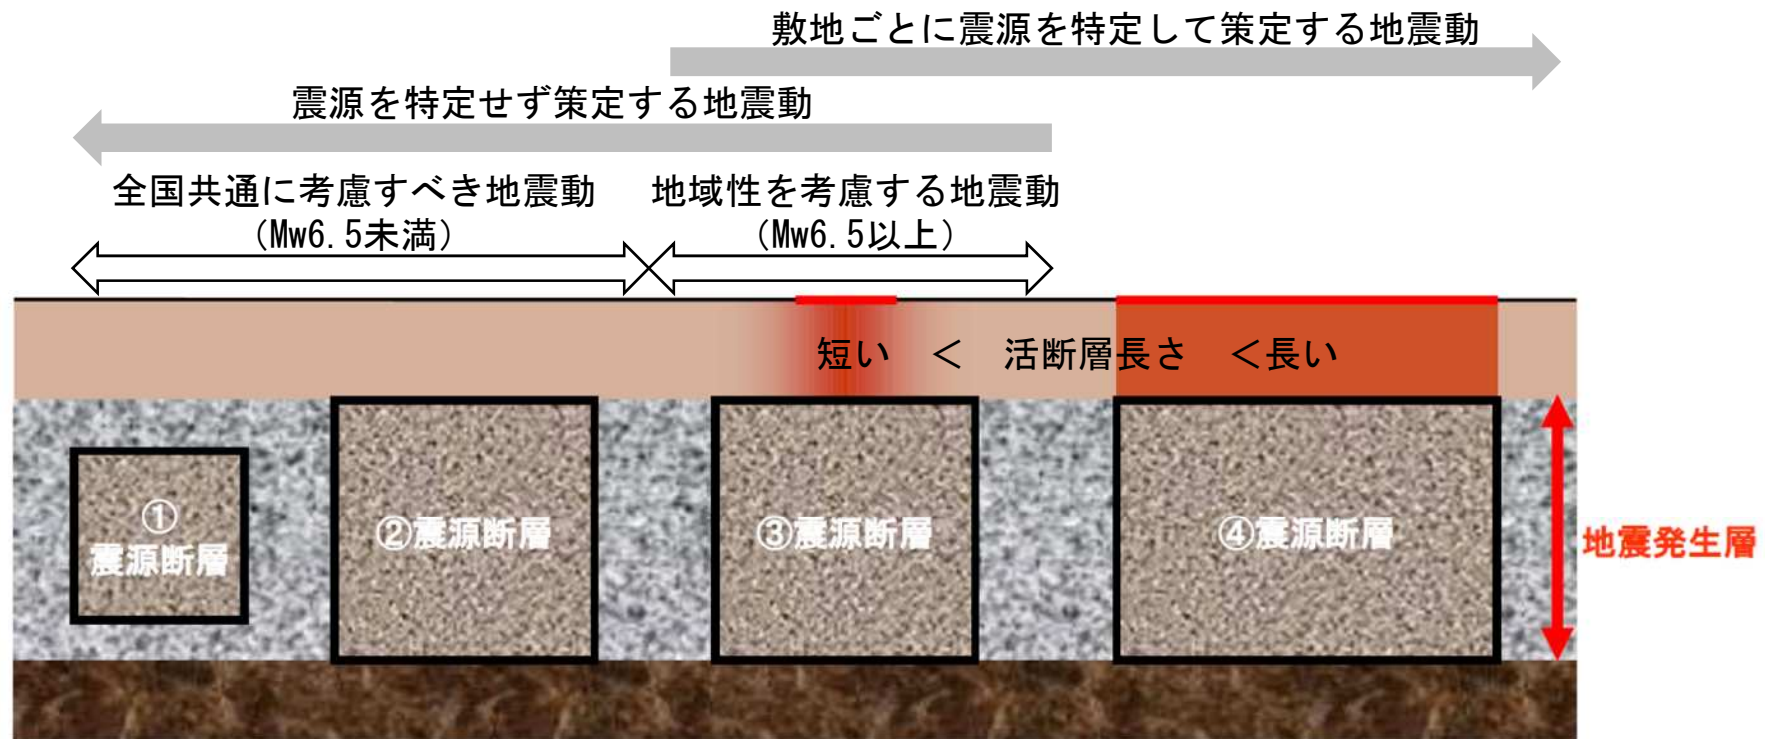 敷地ごとに震源を特定して策定する地震動
震源を特定せず策定する地震動
全国共通に考慮すべき地震動
(Mw6.5未満)
地域性を考慮する地震動
(Mw6.5以上)
短い ＜ 活断層長さ ＜長い
①
震源断層
②震源断層
③震源断層
④震源断層
地震発生層